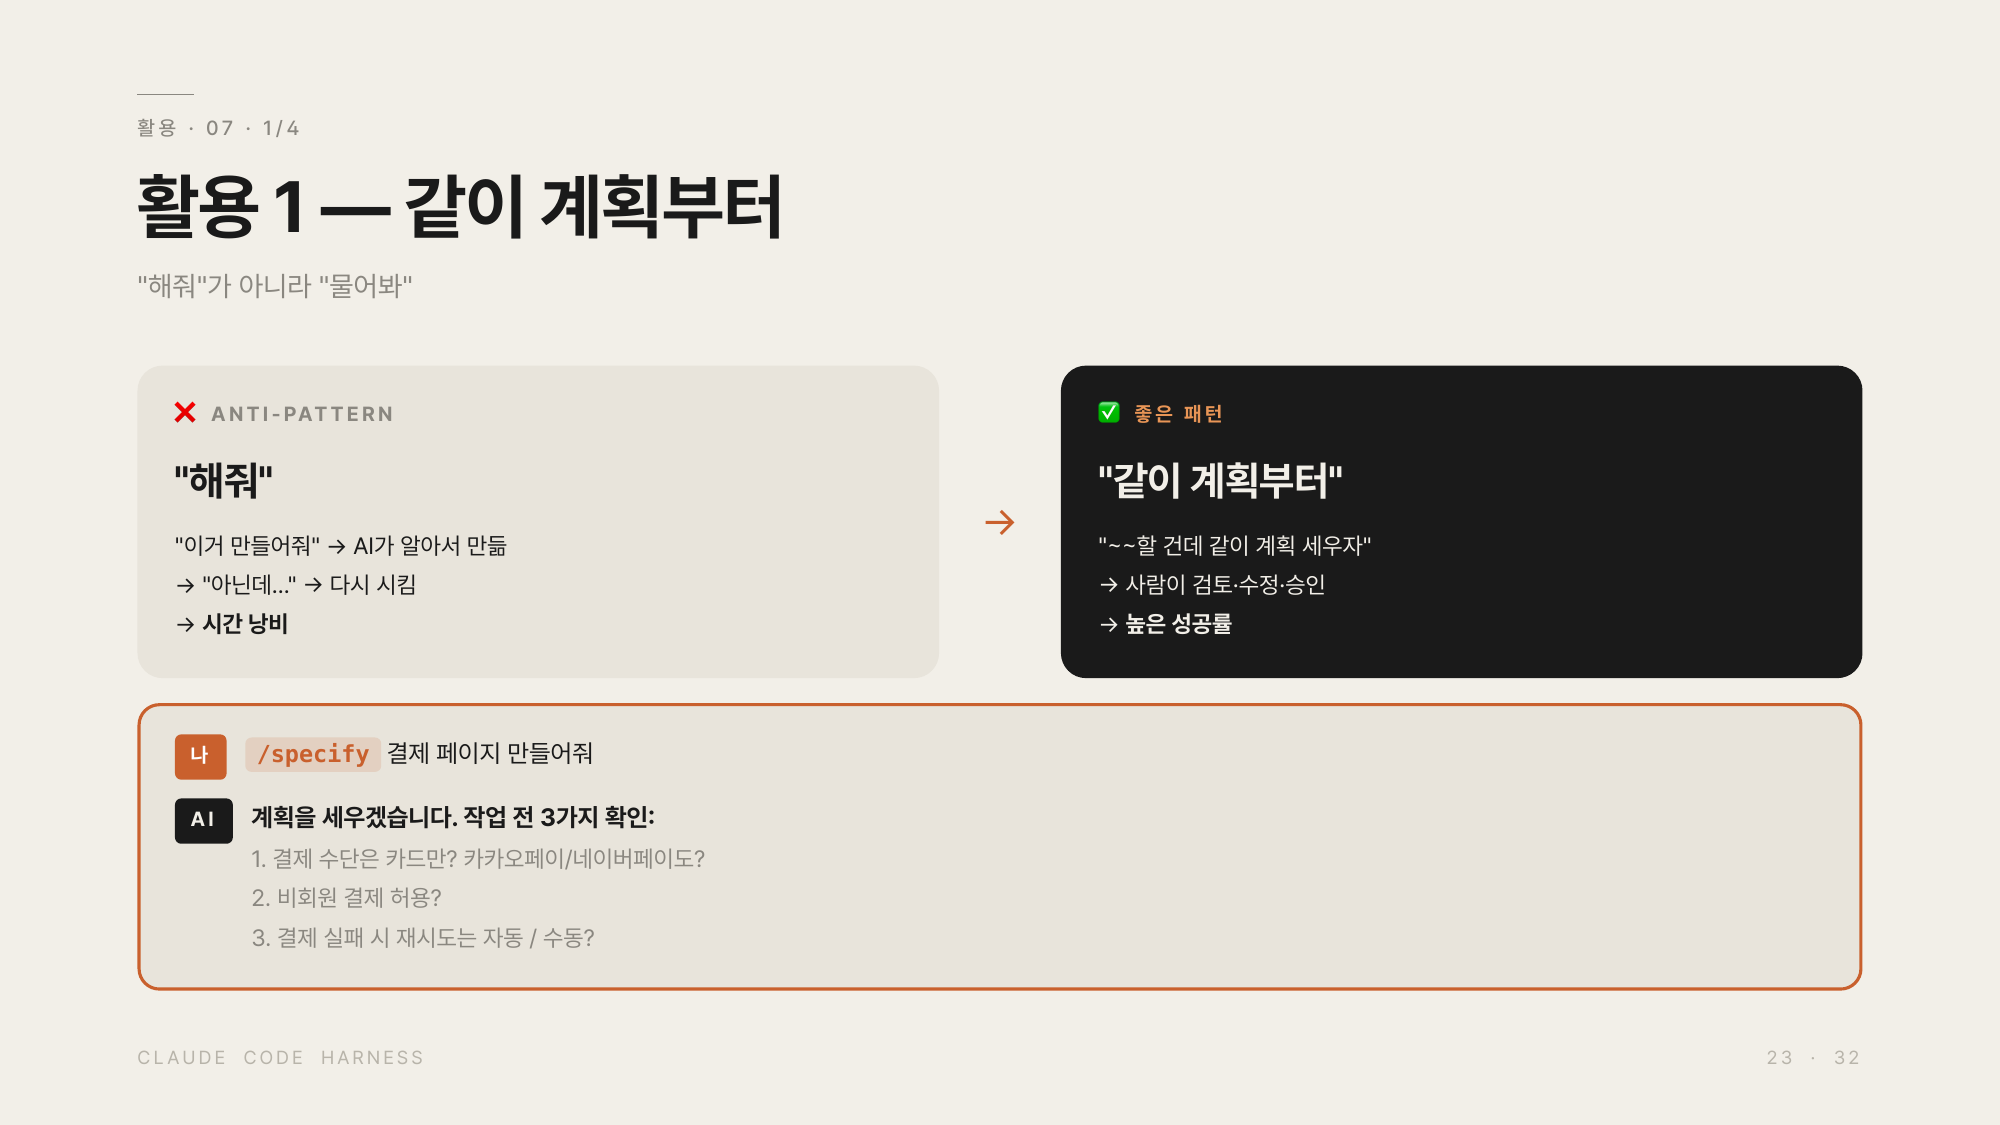 활용 · 07 · 1/4
활용 1 — 같이 계획부터
"해줘"가 아니라 "물어봐"
❌ ANTI-PATTERN
"해줘"
"이거 만들어줘" → AI가 알아서 만듦
→ "아닌데..." → 다시 시킴
→ 시간 낭비
→
✅ 좋은 패턴
"같이 계획부터"
"~~할 건데 같이 계획 세우자"
→ 사람이 검토·수정·승인
→ 높은 성공률
나 /specify 결제 페이지 만들어줘
AI 계획을 세우겠습니다. 작업 전 3가지 확인:
1. 결제 수단은 카드만? 카카오페이/네이버페이도?
2. 비회원 결제 허용?
3. 결제 실패 시 재시도는 자동 / 수동?
CLAUDE CODE HARNESS
23 · 32